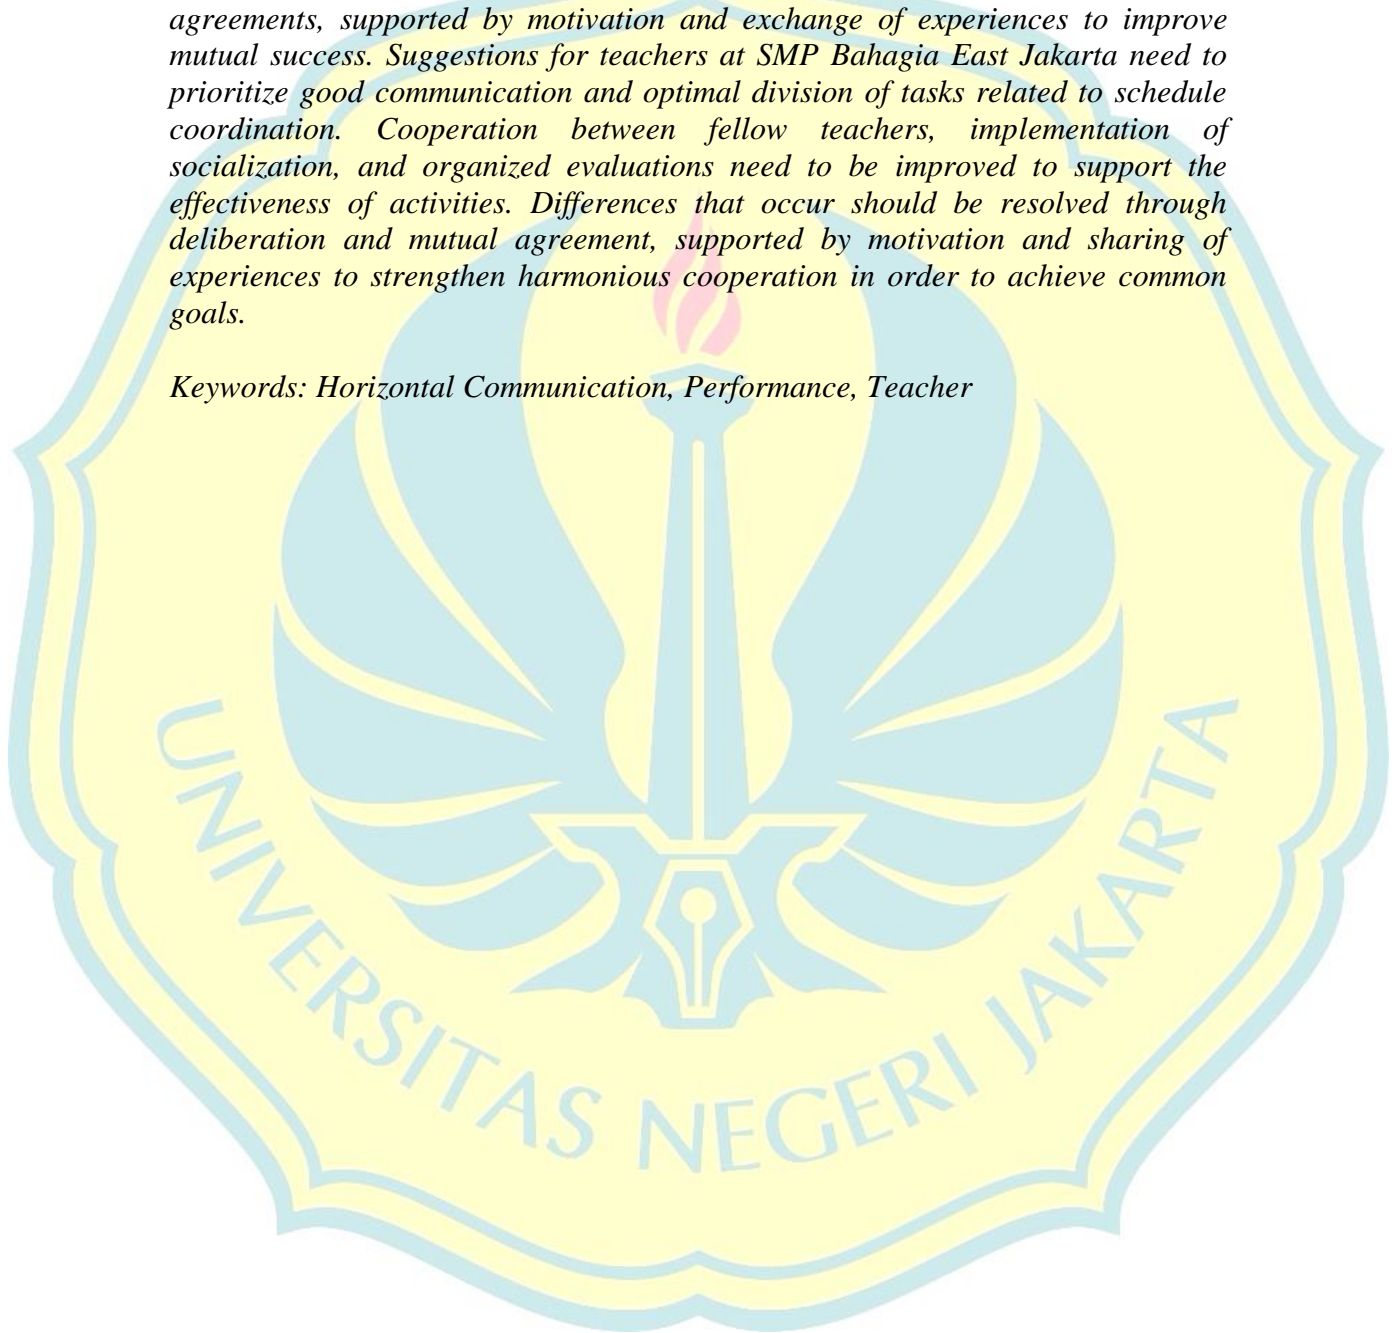 agreements, supported by motivation and exchange of experiences to improve
mutual success. Suggestions for teachers at SMP Bahagia East Jakarta need to
prioritize good communication and optimal division of tasks related to schedule
coordination. Cooperation between fellow teachers, implementation of
socialization, and organized evaluations need to be improved to support the
effectiveness of activities. Differences that occur should be resolved through
deliberation and mutual agreement, supported by motivation and sharing of
experiences to strengthen harmonious cooperation in order to achieve common
goals.
Keywords: Horizontal Communication, Performance, Teacher
UNIVERSITAS NEGERI JAKARTA